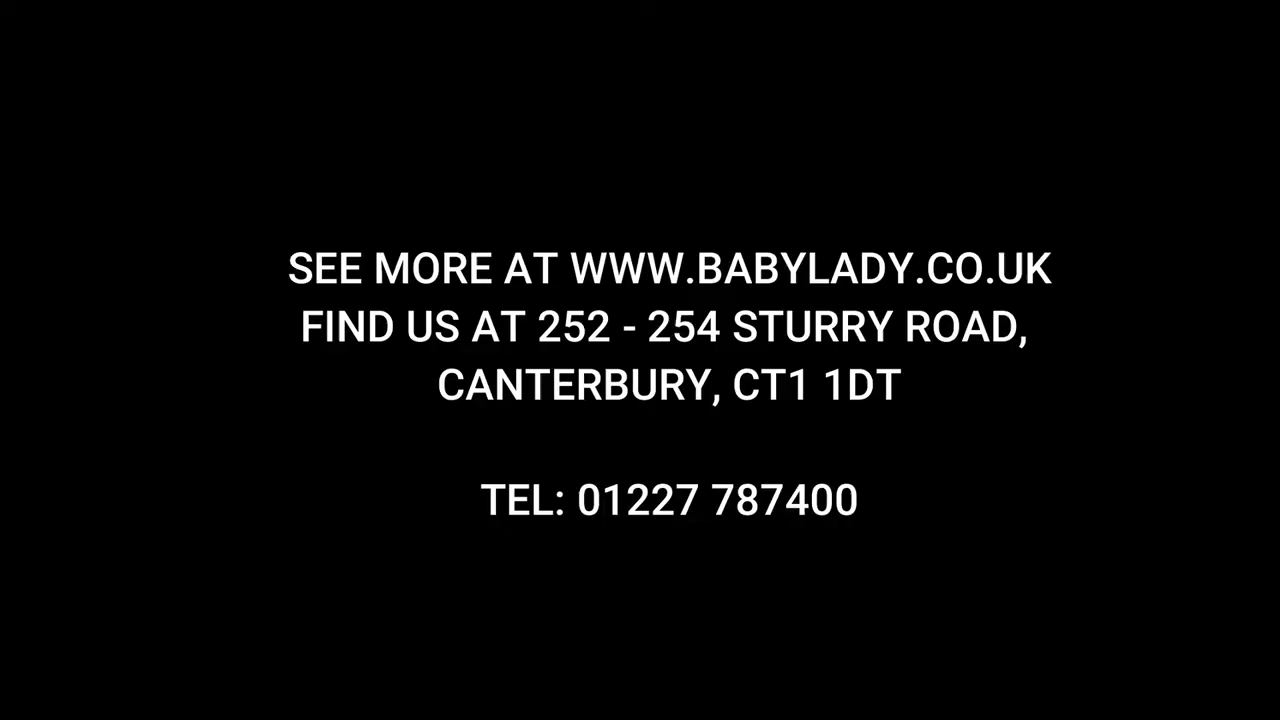 SEE MORE AT WWW.BABYLADY.CO.UK
FIND US AT 252 - 254 STURRY ROAD,
CANTERBURY, CT1 1DT
TEL: 01227 787400